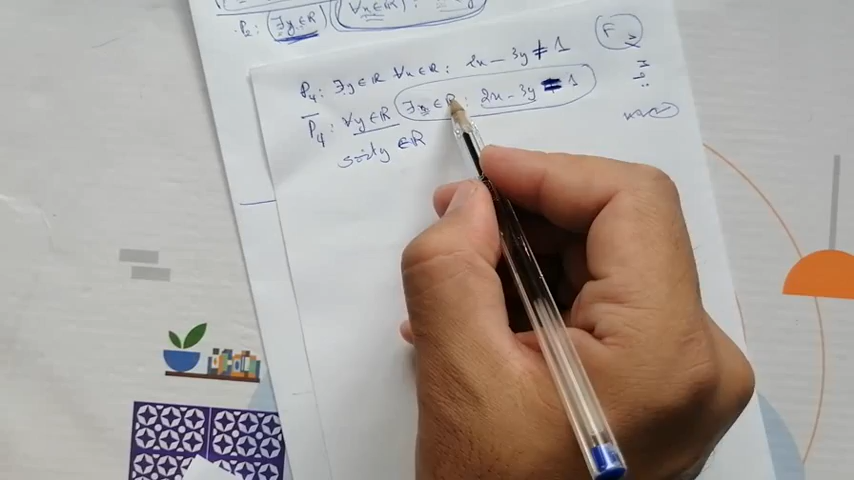 P2: ∃y∈R
P4: ∃y∈R ∀x∈R: 2x-3y≠1
F
P̅4: ∀y∈R ∃x∈R: 2x-3y=1
soit y∈R